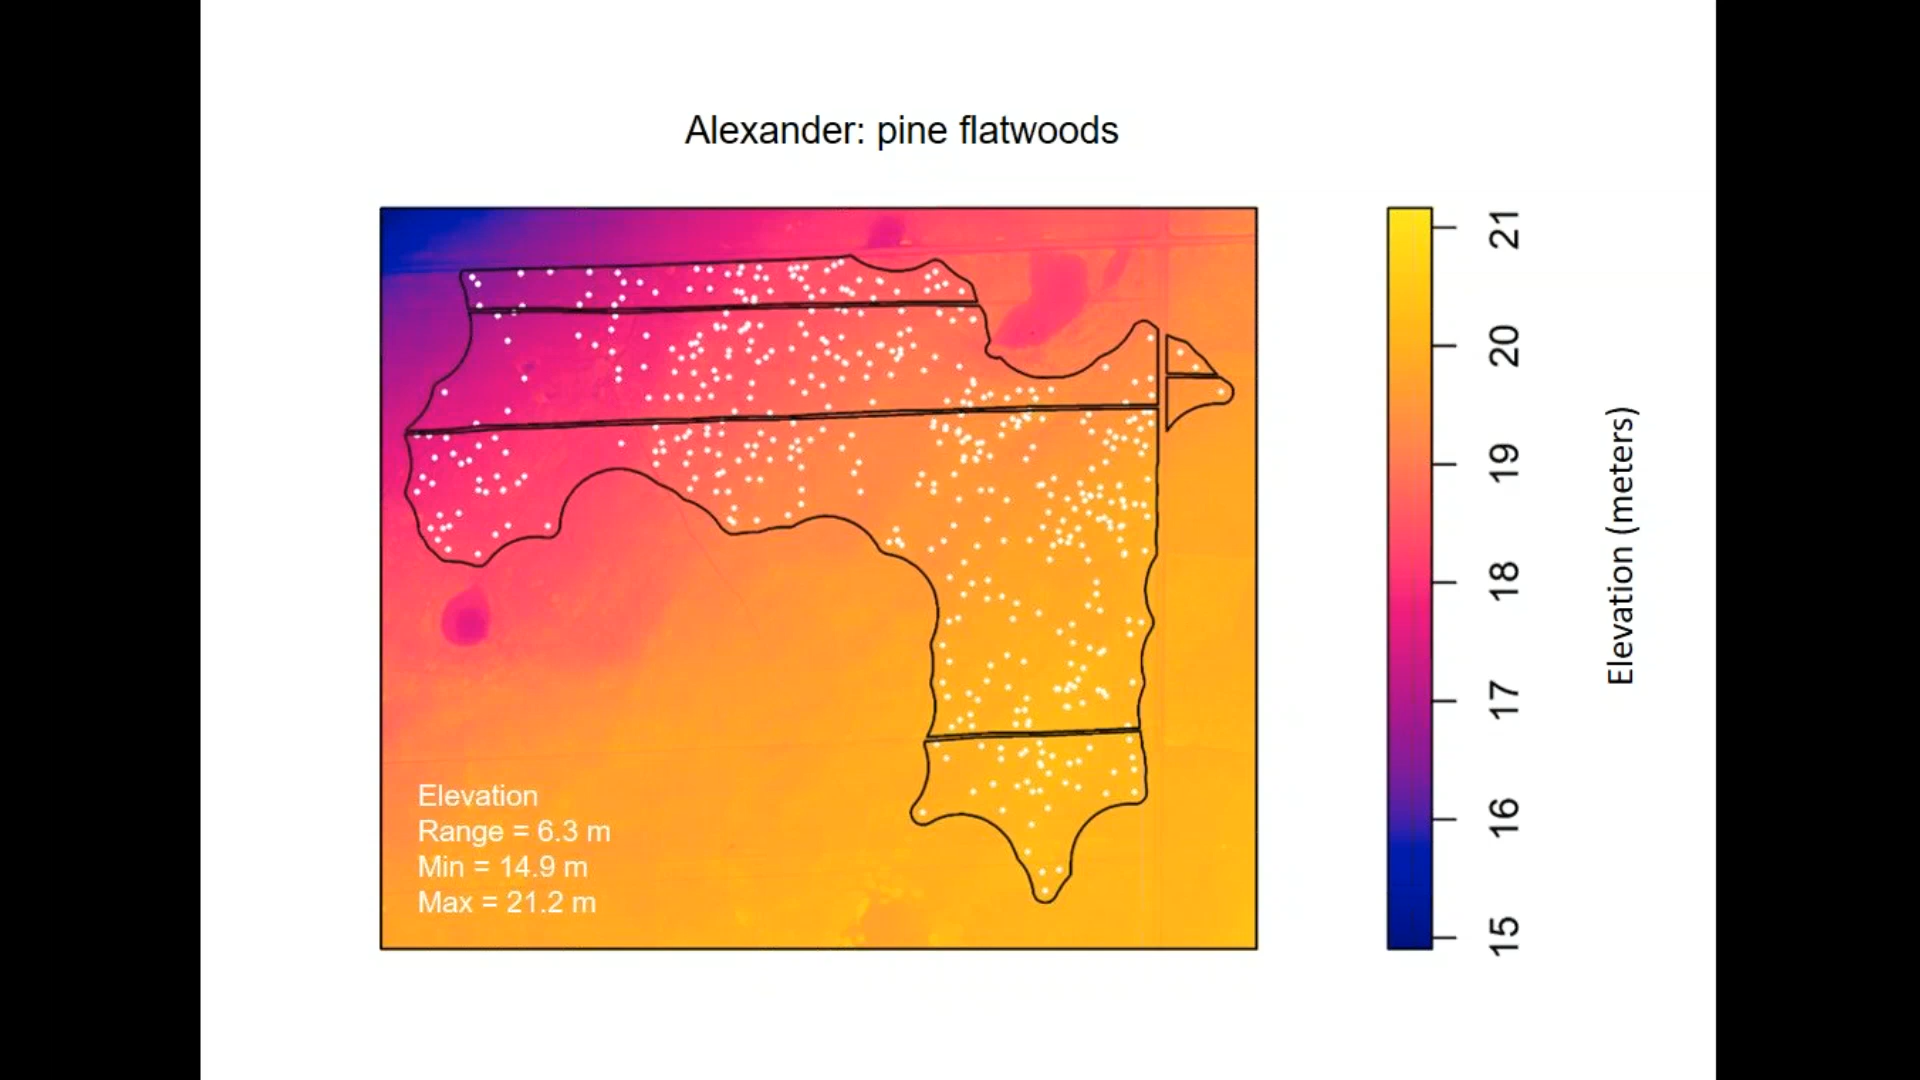 Alexander: pine flatwoods
21
20
19
18
17
16
15
Elevation (meters)
Elevation
Range = 6.3 m
Min = 14.9 m
Max = 21.2 m